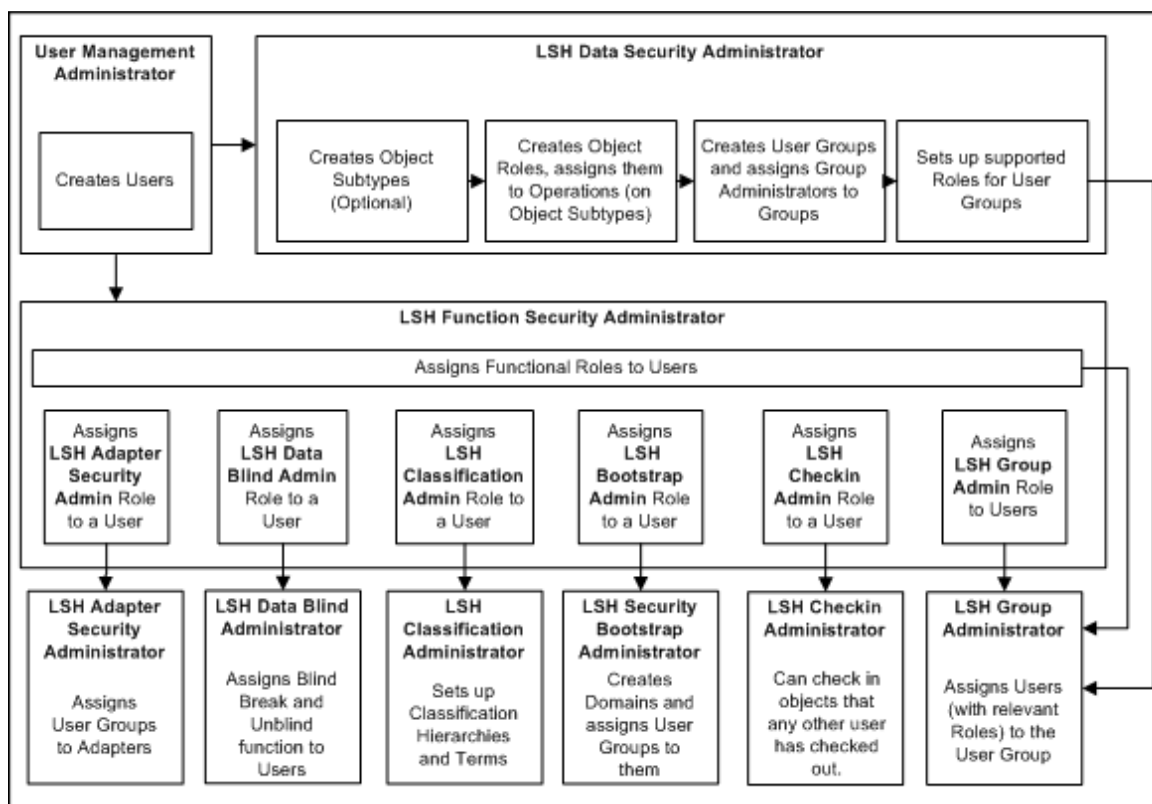 User Management
Administrator
Creates Users
LSH Data Security Administrator
Creates Object
Subtypes
(Optional)
Creates Object
Roles, assigns them
to Operations (on
Object Subtypes)
Creates User Groups
and assigns Group
Administrators to
Groups
Sets up supported
Roles for User
Groups
LSH Function Security Administrator
Assigns Functional Roles to Users
Assigns
LSH Adapter
Security
Admin Role
to a User
Assigns
LSH Data
Blind Admin
Role to a
User
Assigns
LSH
Classification
Admin Role to
a User
Assigns
LSH
Bootstrap
Admin Role
to a User
Assigns
LSH
Checkin
Admin Role
to a User
Assigns
LSH Group
Admin Role
to Users
LSH Adapter
Security
Administrator
Assigns
User Groups
to Adapters
LSH Data Blind
Administrator
Assigns Blind
Break and
Unblind
function to
Users
LSH
Classification
Administrator
Sets up
Classification
Hierarchies
and Terms
LSH Security
Bootstrap
Administrator
Creates
Domains and
assigns User
Groups to
them
LSH Checkin
Administrator
Can check in
objects that
any other user
has checked
out.
LSH Group
Administrator
Assigns Users
(with relevant
Roles) to the
User Group